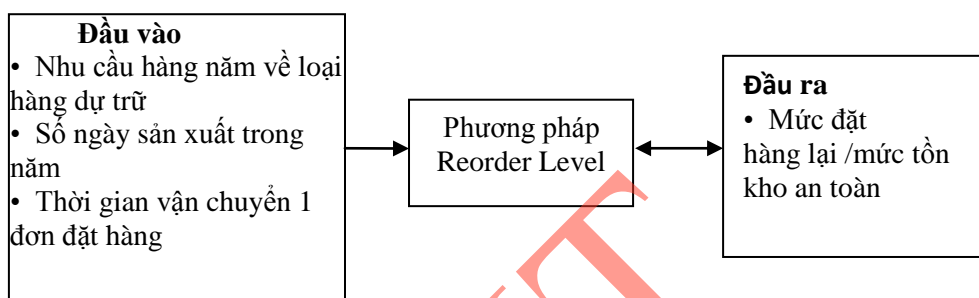 Đầu vào
• Nhu cầu hàng năm về loại
hàng dự trữ
• Số ngày sản xuất trong
năm
• Thời gian vận chuyển 1
đơn đặt hàng
Phương pháp
Reorder Level
Đầu ra
• Mức đặt
hàng lại /mức tồn
kho an toàn